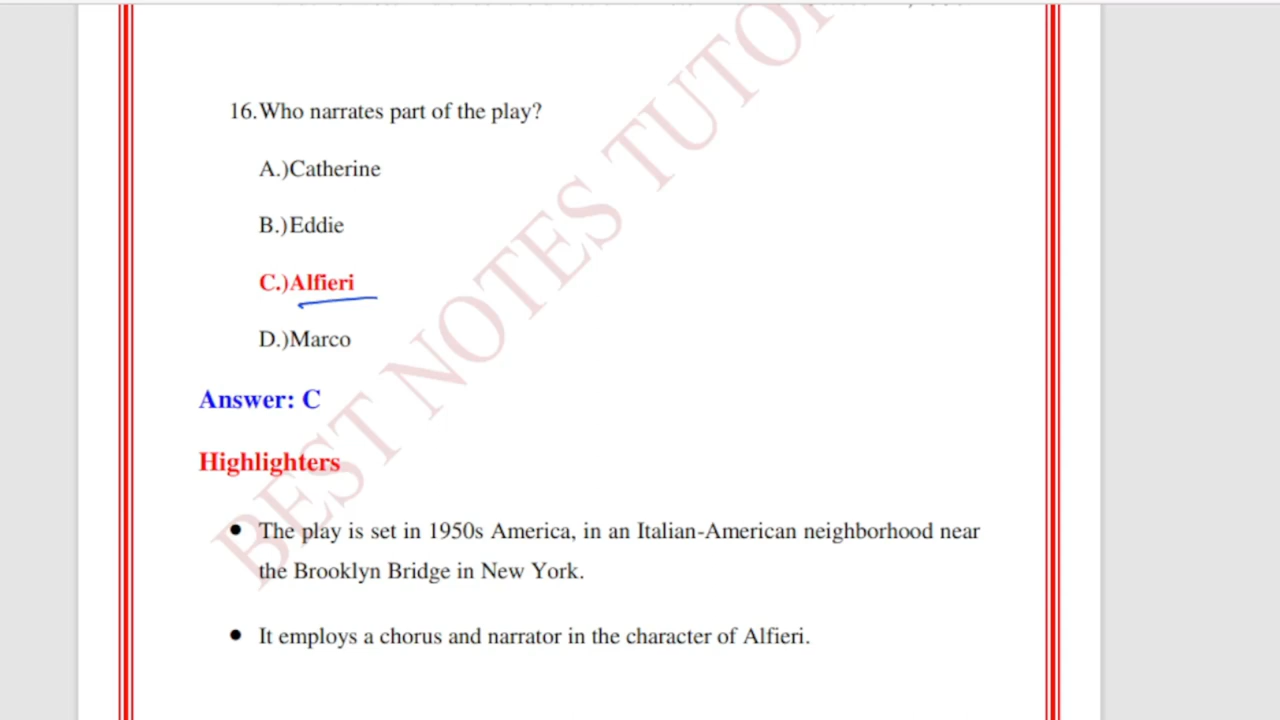 16.Who narrates part of the play?
A.)Catherine
B.)Eddie
C.)Alfieri
D.)Marco
Answer: C
Highlighters
● The play is set in 1950s America, in an Italian-American neighborhood near
the Brooklyn Bridge in New York.
● It employs a chorus and narrator in the character of Alfieri.
BEST NOTES TUTOR